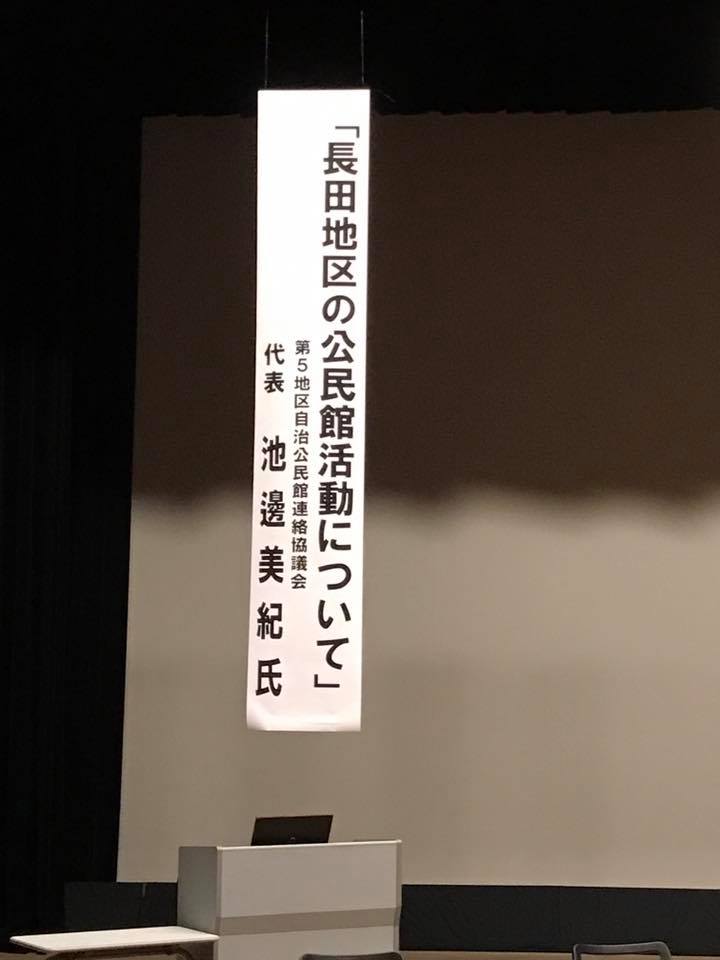 「長田地区の公民館活動について」
第5地区自治公民館連絡協議会
代表 池邊美紀氏